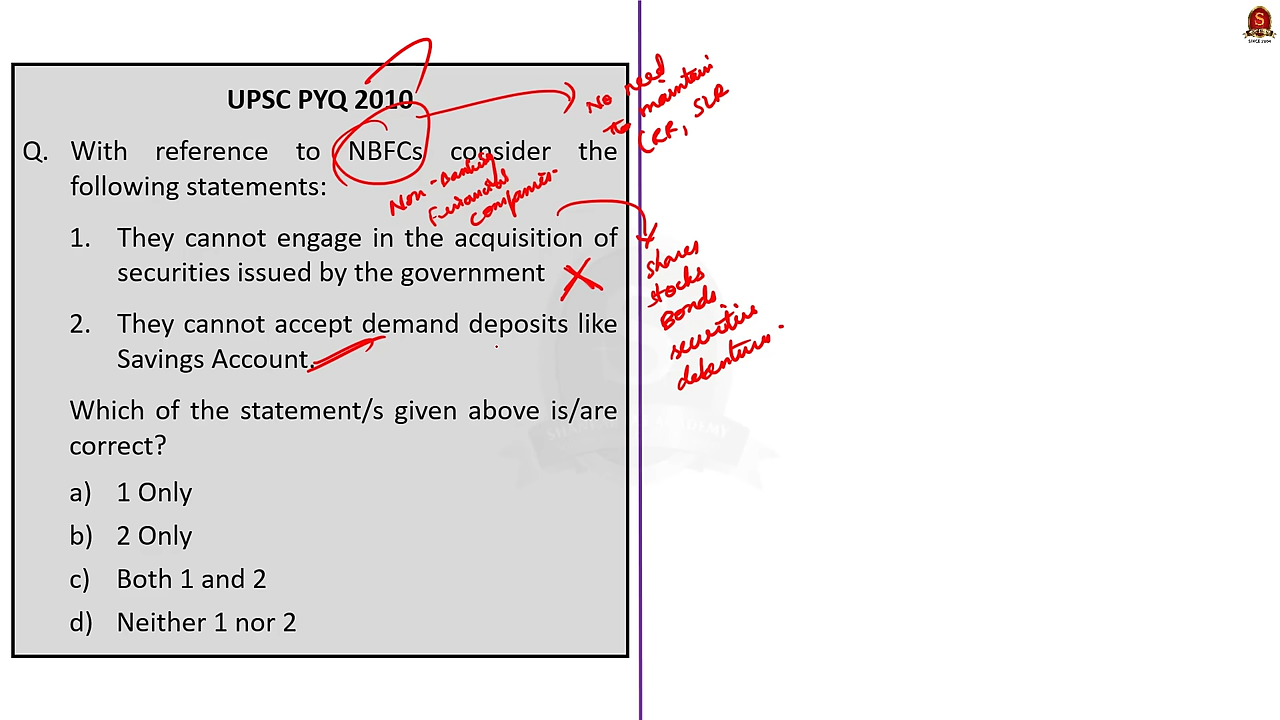 UPSC PYQ 2010
Q. With reference to NBFCs consider the
following statements:
Non-Banking
Financial
Companies
1. They cannot engage in the acquisition of
securities issued by the government
2. They cannot accept demand deposits like
Savings Account.
Which of the statement/s given above is/are
correct?
a) 1 Only
b) 2 Only
c) Both 1 and 2
d) Neither 1 nor 2
No need
to maintain
CRR, SLR
shares
stocks
Bonds
securities
debentures
S
SINCE 2004